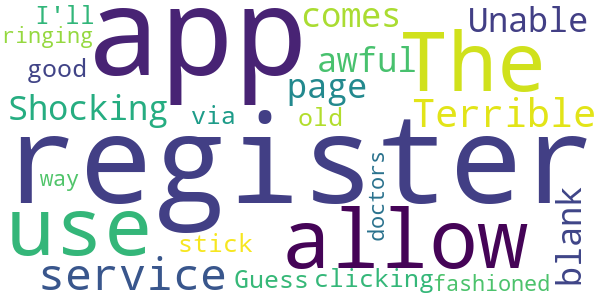 I'll app comes Unable
ringing The
good awful
page
Shocking via old Terrible
register
way doctors
use allow blank
stick
service Guess clicking fashioned